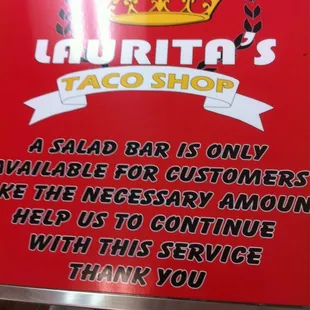 LAURITA'S
TACO SHOP
A SALAD BAR IS ONLY
AVAILABLE FOR CUSTOMERS
THE NECESSARY
HELP US TO CONTINUE
WITH THIS SERVICE
THANK YOU